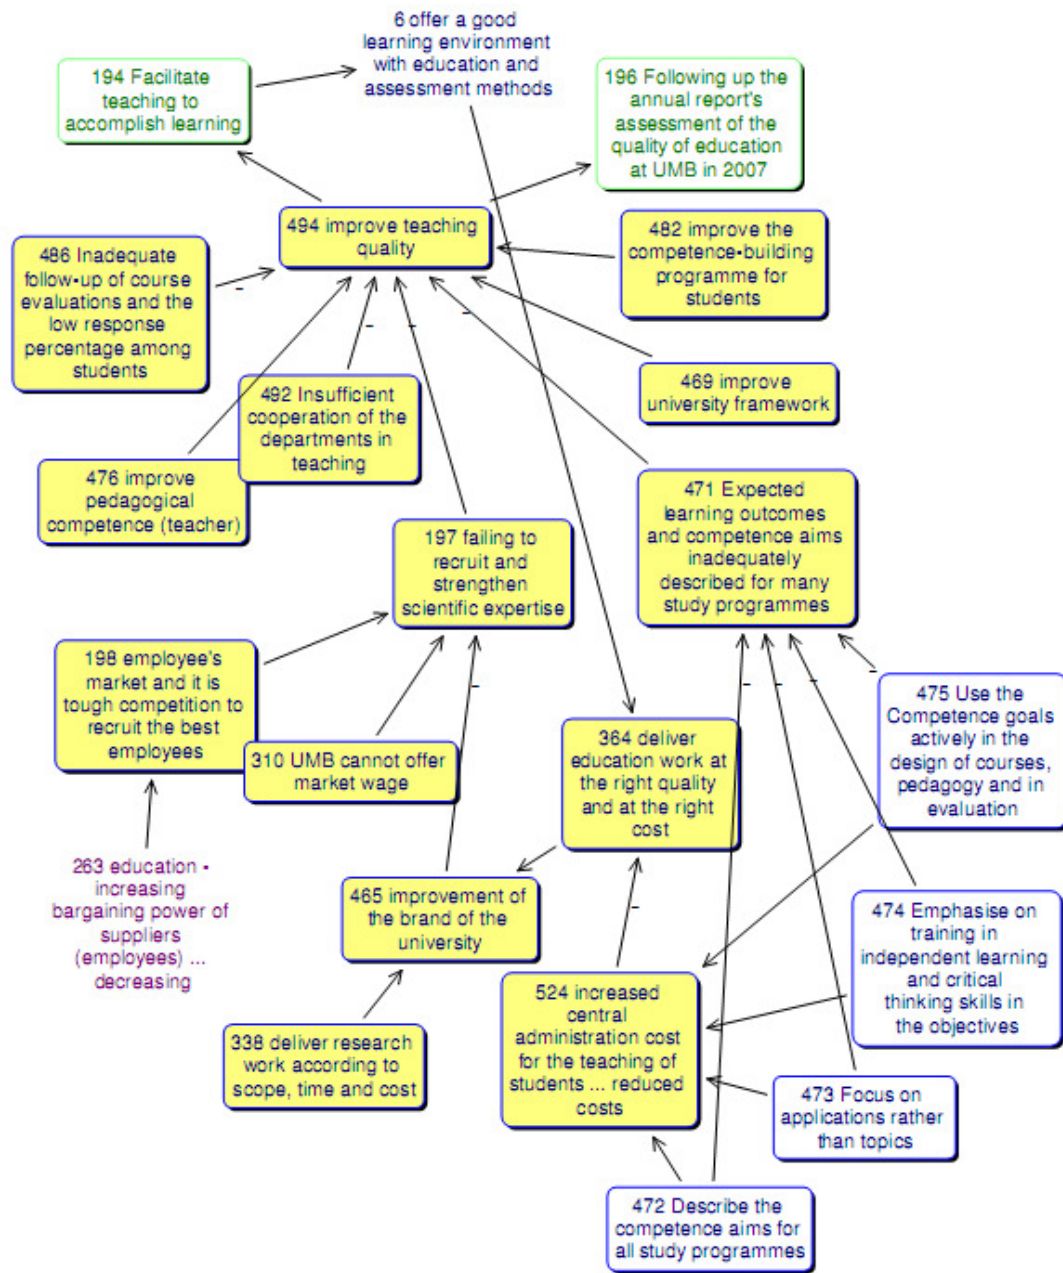 6 offer a good
learning environment
with education and
assessment methods
194 Facilitate
teaching to
accomplish learning
196 Following up the
annual report's
assessment of the
quality of education
at UMB in 2007
494 improve teaching
quality
482 improve the
competence-building
programme for
students
486 Inadequate
follow-up of course
evaluations and the
low response
percentage among
students
-
-
-
-
469 improve
university framework
492 Insufficient
cooperation of the
departments in
teaching
476 improve
pedagogical
competence (teacher)
471 Expected
learning outcomes
and competence aims
inadequately
described for many
study programmes
197 failing to
recruit and
strengthen
scientific expertise
198 employee's
market and it is
tough competition to
recruit the best
employees
-
-
-
-
-
475 Use the
Competence goals
actively in the
design of courses,
pedagogy and in
evaluation
310 UMB cannot offer
market wage
364 deliver
education work at
the right quality
and at the right
cost
263 education -
increasing
bargaining power of
suppliers
(employees) ...
decreasing
465 improvement of
the brand of the
university
-
474 Emphasise on
training in
independent learning
and critical
thinking skills in
the objectives
524 increased
central
administration cost
for the teaching of
students ... reduced
costs
338 deliver research
work according to
scope, time and cost
473 Focus on
applications rather
than topics
472 Describe the
competence aims for
all study programmes